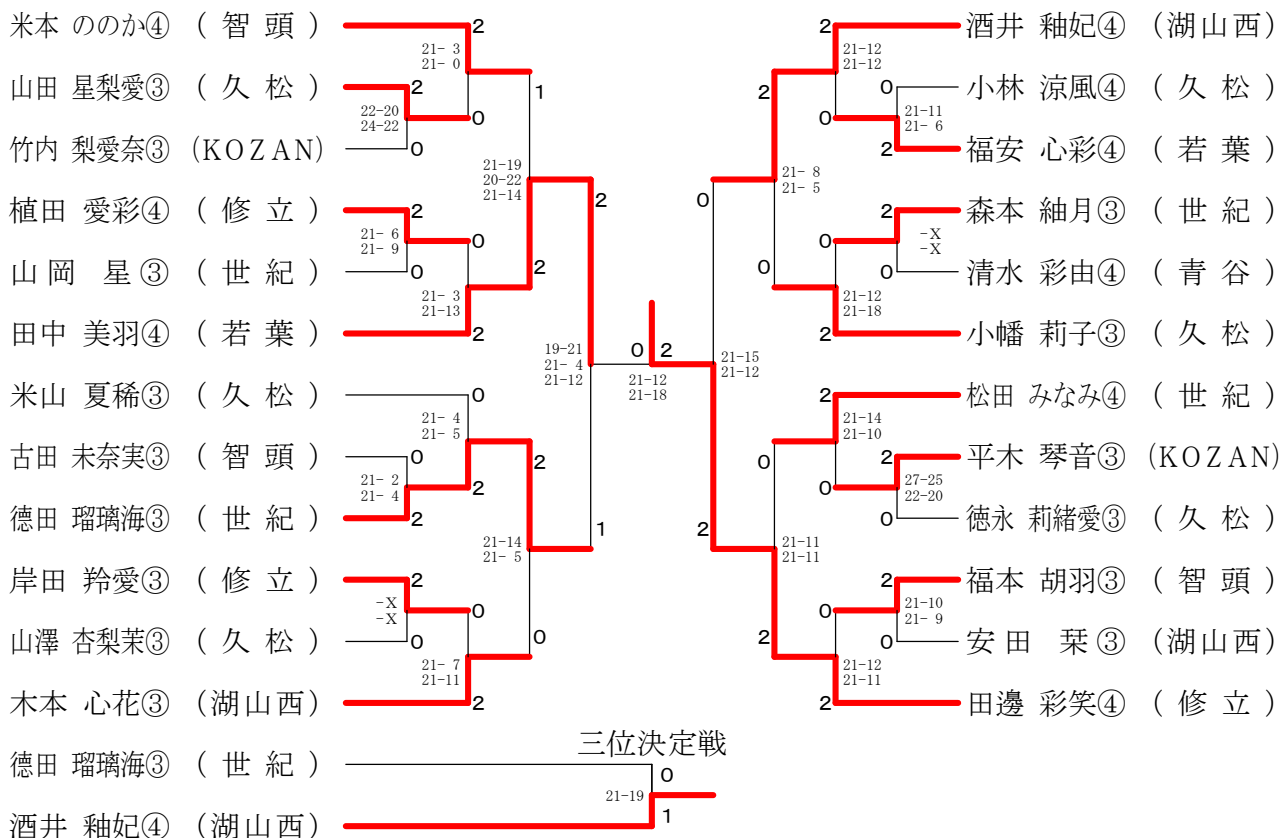 米本 ののか④ ( 智 頭 )
2
21- 3
21- 0
山田 星梨愛③ ( 久 松 )
2
22-20
24-22
0
竹内 梨愛奈③ (KOZAN)
0
1
21-19
20-22
21-14
植田 愛彩④ ( 修 立 )
2
21- 6
21- 9
0
山岡 星③ ( 世 紀 )
0
21- 3
21-13
2
田中 美羽④ ( 若 葉 )
2
2
19-21
21- 4
21-12
米山 夏稀③ ( 久 松 )
0
21- 4
21- 5
古田 未奈実③ ( 智 頭 )
0
21- 2
21- 4
2
徳田 瑠璃海③ ( 世 紀 )
2
2
21-14
21- 5
1
岸田 羚愛③ ( 修 立 )
2
-X
-X
0
山澤 杏梨茉③ ( 久 松 )
0
21- 7
21-11
0
木本 心花③ (湖山西)
2
0 2
21-12
21-18
2 酒井 釉妃④ (湖山西)
21-12
21-12
0 小林 涼風④ ( 久 松 )
21-11
21- 6
0
2 福安 心彩④ ( 若 葉 )
2
21- 8
21- 5
0
2 森本 紬月③ ( 世 紀 )
-X
-X
0
0 清水 彩由④ ( 青 谷 )
0
21-12
21-18
2 小幡 莉子③ ( 久 松 )
21-15
21-12
2 松田 みなみ④ ( 世 紀 )
21-14
21-10
2 平木 琴音③ (KOZAN)
27-25
22-20
0
0 徳永 莉緒愛③ ( 久 松 )
0
2
21-11
21-11
2 福本 胡羽③ ( 智 頭 )
21-10
21- 9
0
0 安田 栞③ (湖山西)
2
21-12
21-11
2 田邊 彩笑④ ( 修 立 )
三位決定戦
徳田 瑠璃海③ ( 世 紀 )
0
21-19
1
酒井 釉妃④ (湖山西)